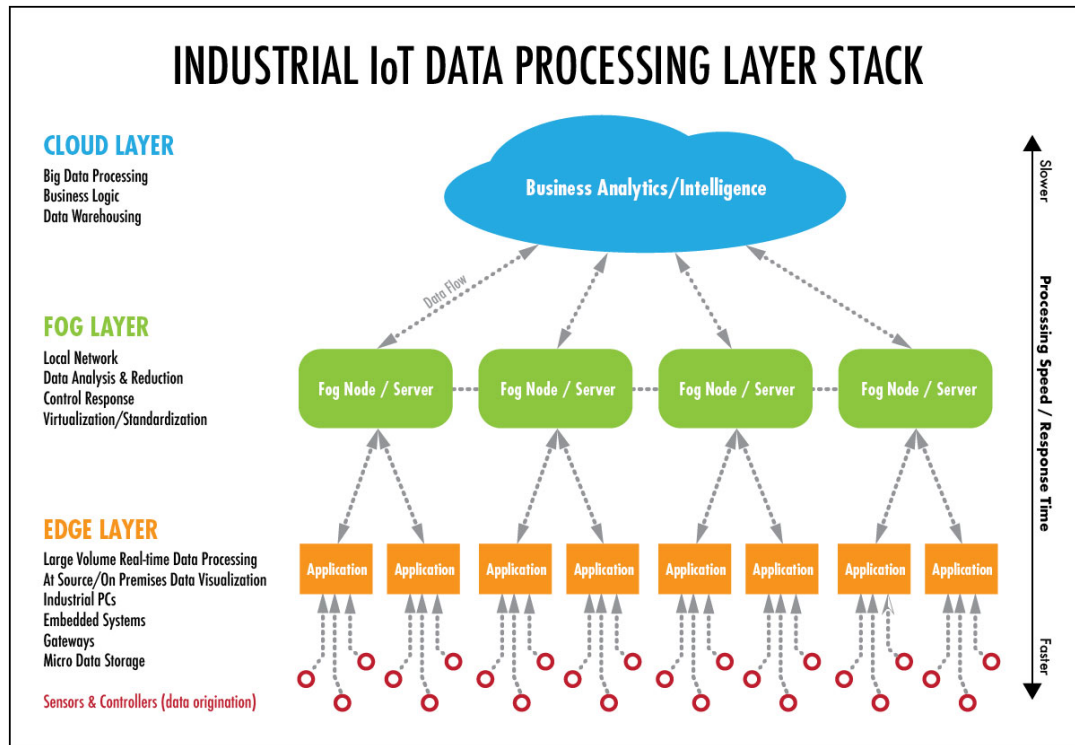 INDUSTRIAL IoT DATA PROCESSING LAYER STACK
CLOUD LAYER
Big Data Processing
Business Logic
Data Warehousing
Business Analytics/Intelligence
Data Flow
FOG LAYER
Local Network
Data Analysis & Reduction
Control Response
Virtualization/Standardization
Fog Node / Server
Fog Node / Server
Fog Node / Server
Fog Node / Server
EDGE LAYER
Large Volume Real-time Data Processing
At Source/On Premises Data Visualization
Industrial PCs
Embedded Systems
Gateways
Micro Data Storage
Application
Application
Application
Application
Application
Application
Application
Application
Sensors & Controllers (data origination)
Slower
Processing Speed / Response Time
Faster